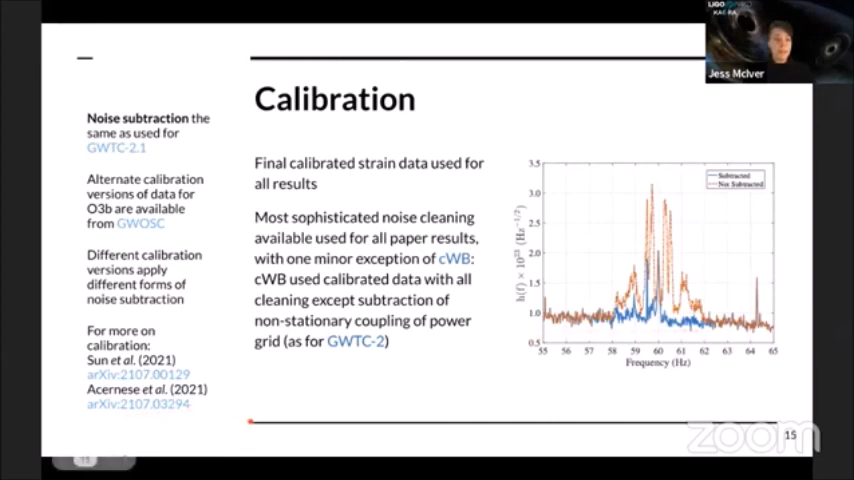 LIGO
Jess McIver
Calibration
Noise subtraction the
same as used for
GWTC-2.1
Alternate calibration
versions of data for
O3b are available
from GWOSC
Different calibration
versions apply
different forms of
noise subtraction
For more on
calibration:
Sun et al. (2021)
arXiv:2107.00129
Acernese et al. (2021)
arXiv:2107.03294
Final calibrated strain data used for
all results
Most sophisticated noise cleaning
available used for all paper results,
with one minor exception of cWB:
cWB used calibrated data with all
cleaning except subtraction of
non-stationary coupling of power
grid (as for GWTC-2)
Subtracted
Not Subtracted
h(f) × 10²³ (Hz⁻¹/²)
3.5
3.0
2.5
2.0
1.5
1.0
0.5
55 56 57 58 59 60 61 62 63 64 65
Frequency (Hz)
zoom
15